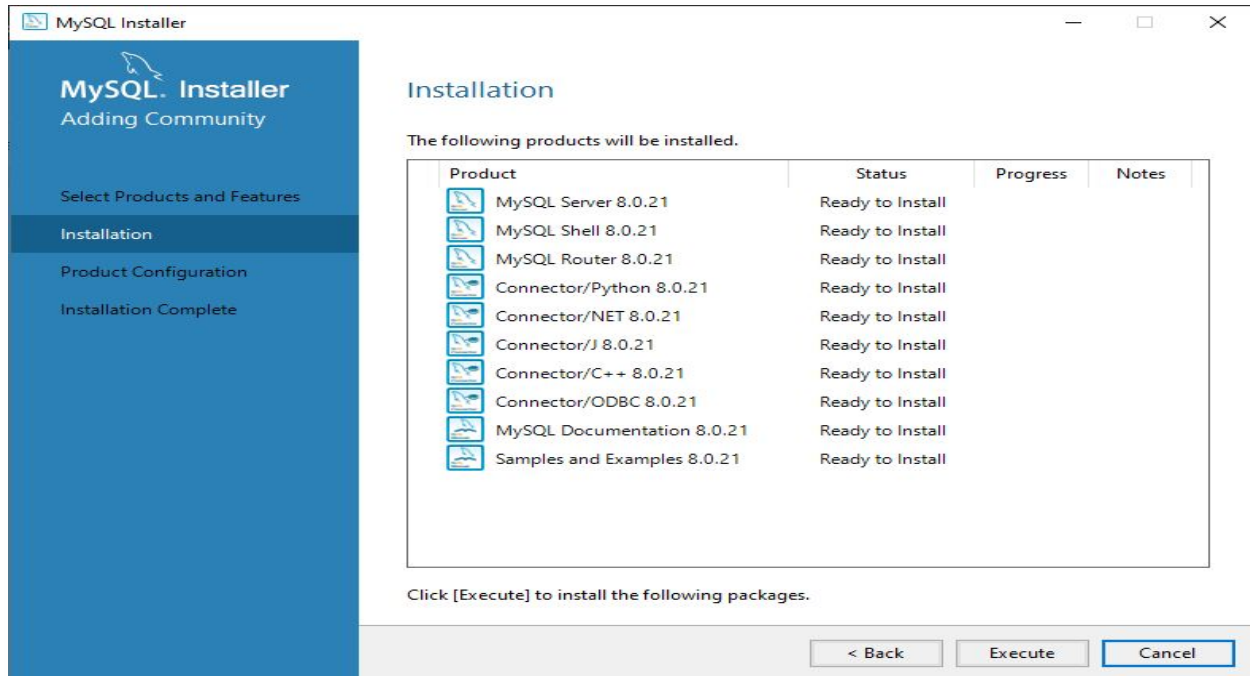 MySQL Installer
MySQL. Installer
Adding Community
Select Products and Features
Installation
Product Configuration
Installation Complete
Installation
The following products will be installed.
Product Status Progress Notes
MySQL Server 8.0.21 Ready to Install
MySQL Shell 8.0.21 Ready to Install
MySQL Router 8.0.21 Ready to Install
Connector/Python 8.0.21 Ready to Install
Connector/NET 8.0.21 Ready to Install
Connector/J 8.0.21 Ready to Install
Connector/C++ 8.0.21 Ready to Install
Connector/ODBC 8.0.21 Ready to Install
MySQL Documentation 8.0.21 Ready to Install
Samples and Examples 8.0.21 Ready to Install
Click [Execute] to install the following packages.
< Back Execute Cancel